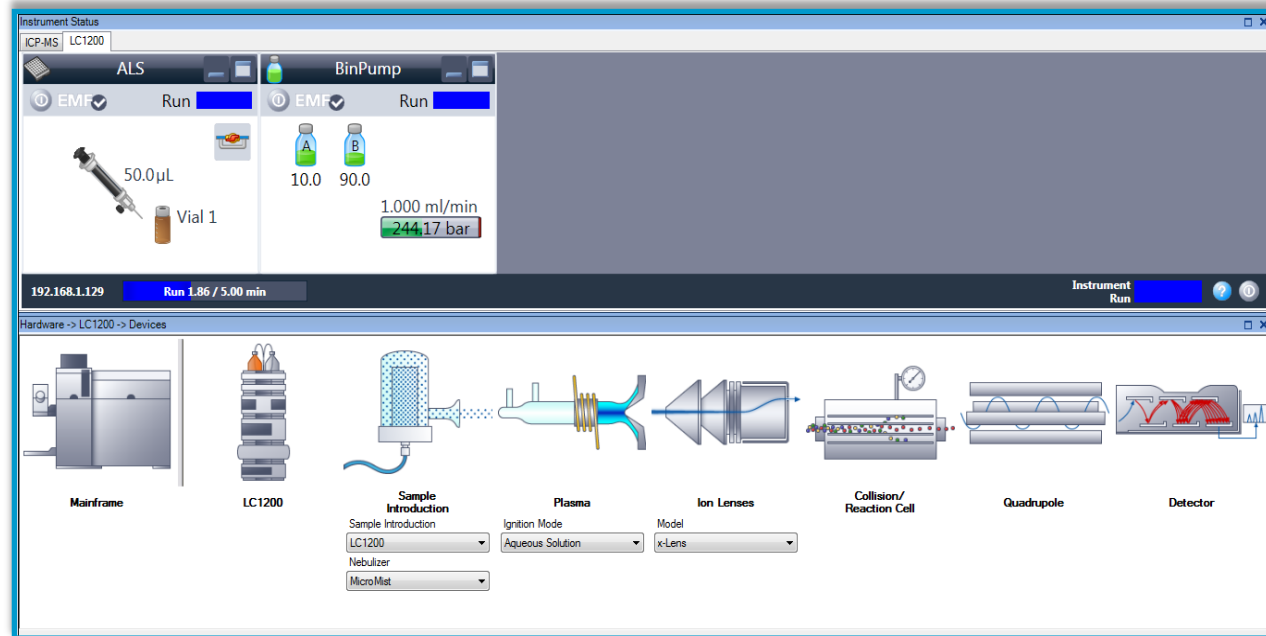 Instrument Status
ICP-MS LC1200
ALS BinPump
EMF Run EMF Run
A B
50.0 µL 10.0 90.0
Vial 1 1.000 ml/min
244.17 bar
192.168.1.129 Run 1.86 / 5.00 min Instrument
Run
Hardware -> LC1200 -> Devices
Mainframe LC1200 Sample
Introduction Plasma Ion Lenses Collision/
Reaction Cell Quadrupole Detector
Sample Introduction Ignition Mode Model
LC1200 Aqueous Solution x-Lens
Nebulizer
MicroMist